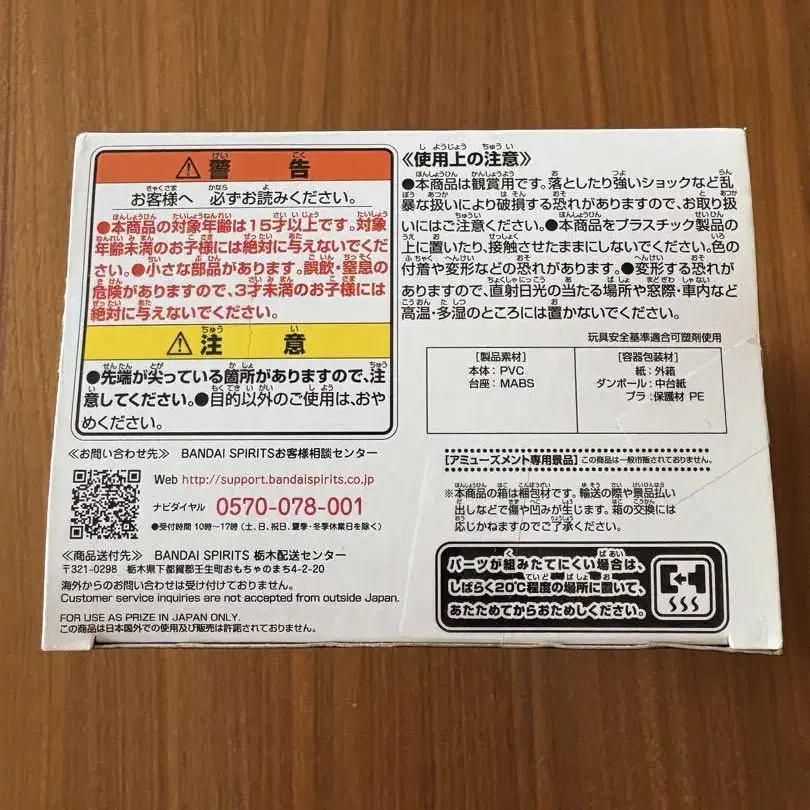 ⚠警告
お客様へ 必ずお読みください。
●本商品の対象年齢は15才以上です。対象
年齢未満のお子様には絶対に与えないでくだ
さい。●小さな部品があります。誤飲・窒息の
危険がありますので、3才未満のお子様には
絶対に与えないでください。
⚠注意
●先端が尖っている箇所がありますので、注
意してください。●目的以外のご使用は、おや
めください。
≪お問い合わせ先≫ BANDAI SPIRITSお客様相談センター
Web http://support.bandaispirits.co.jp
ナビダイヤル 0570-078-001
●受付時間 10時〜17時(土、日、祝日、夏季・冬季休業日を除く)
≪商品送付先≫ BANDAI SPIRITS 栃木配送センター
〒321-0298 栃木県下都賀郡壬生町おもちゃのまち4-2-20
海外からのお問い合わせは受け付けておりません。
Customer service inquiries are not accepted from outside Japan.
FOR USE AS PRIZE IN JAPAN ONLY.
この商品は日本国外での使用及び販売は許諾されておりません。
≪使用上の注意≫
●本商品は観賞用です。落としたり強いショックなど乱
暴な扱いにより破損する恐れがありますので、お取り扱
いにはご注意ください。●本商品をプラスチック製品の
上に置いたり、接触させたままにしないでください。色の
付着や変形などの恐れがあります。●変形する恐れが
ありますので、直射日光の当たる場所や窓際・車内など
高温・多湿のところには置かないでください。
玩具安全基準適合可塑剤使用
[製品素材]
本体:PVC
台座:MABS
[容器包装材]
紙:外箱
ダンボール:中台紙
プラ:保護材 PE
[アミューズメント専用景品] この商品は一般市販されておりません。
※本商品の箱は梱包材です。輸送の際や景品払い
出しなどで傷や凹みが生じます。箱の交換には
応じかねますのでご了承ください。
パーツが組みたてにくい場合は、
しばらく20℃程度の場所に置いて、
あたためてからおためしください。